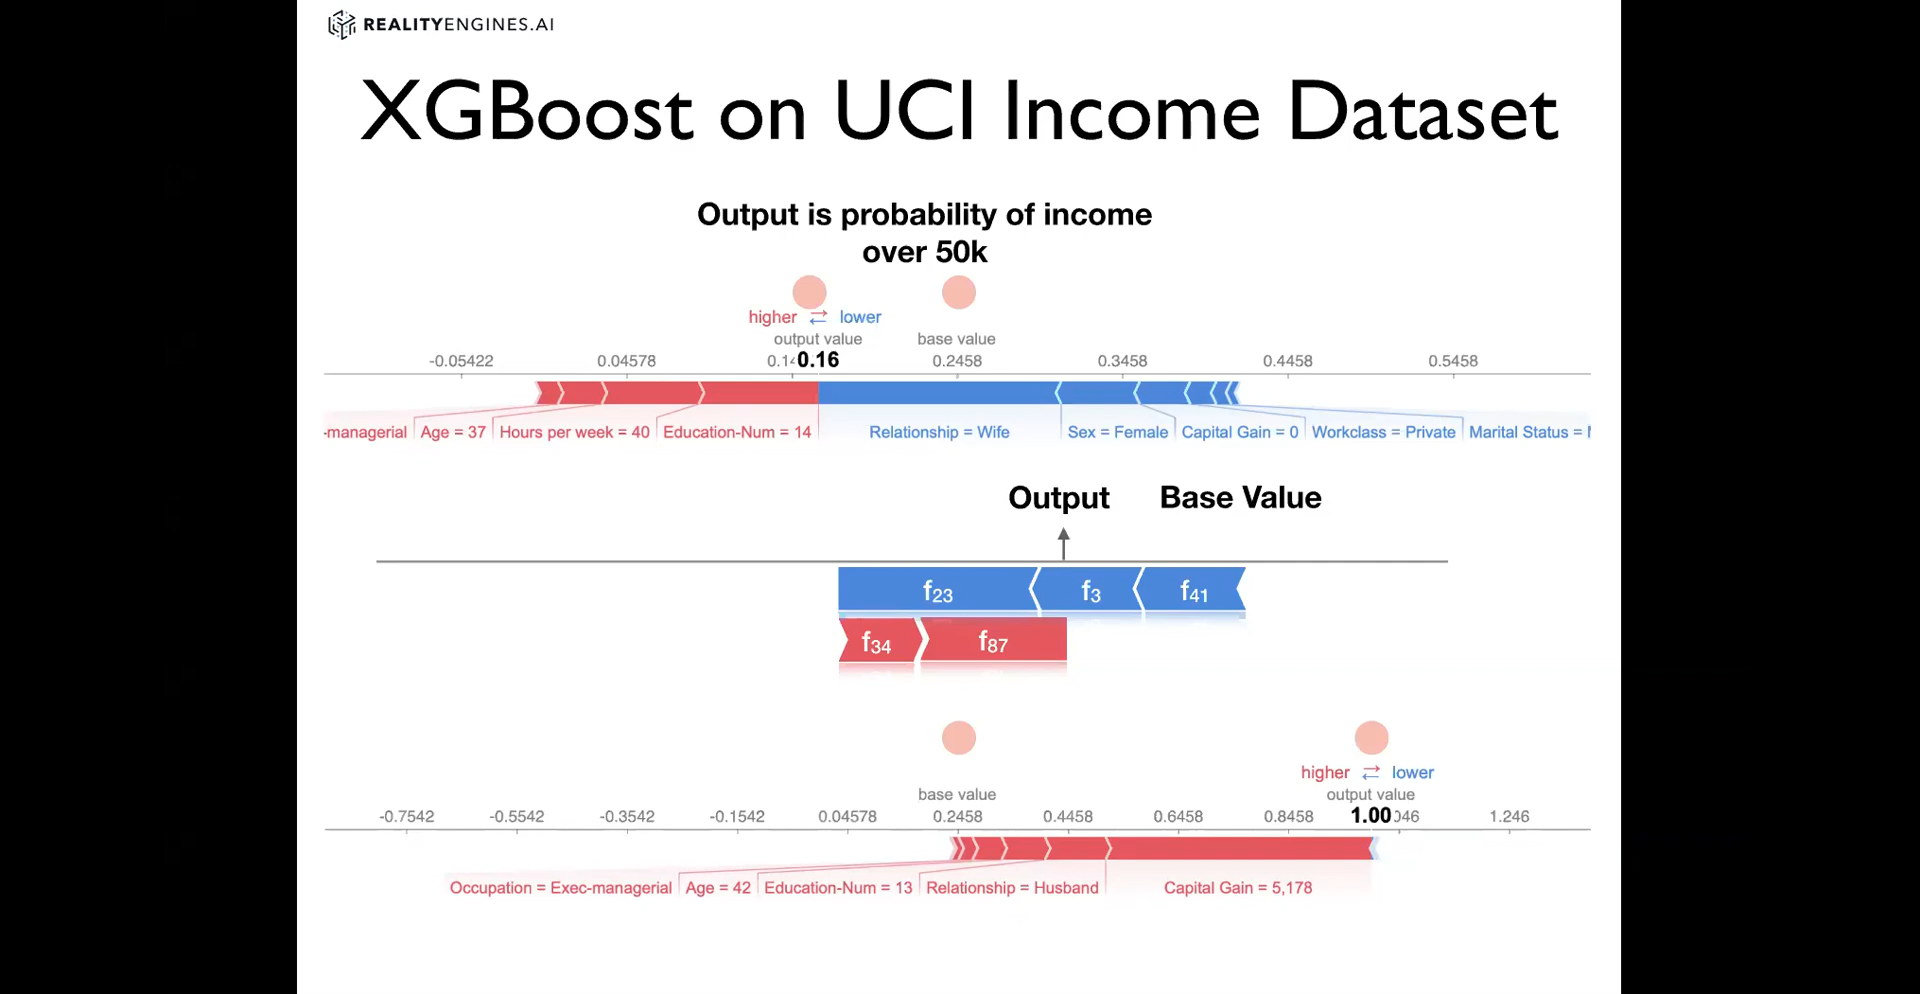 REALITYENGINES.AI
XGBoost on UCI Income Dataset
Output is probability of income
over 50k
higher lower
output value base value
-0.05422 0.04578 0.14 0.16 0.2458 0.3458 0.4458 0.5458
-managerial Age = 37 Hours per week = 40 Education-Num = 14 Relationship = Wife Sex = Female Capital Gain = 0 Workclass = Private Marital Status =
Output Base Value
f23 f3 f41
f34 f87
higher lower
base value output value
-0.7542 -0.5542 -0.3542 -0.1542 0.04578 0.2458 0.4458 0.6458 0.8458 1.00 046 1.246
Occupation = Exec-managerial Age = 42 Education-Num = 13 Relationship = Husband Capital Gain = 5,178